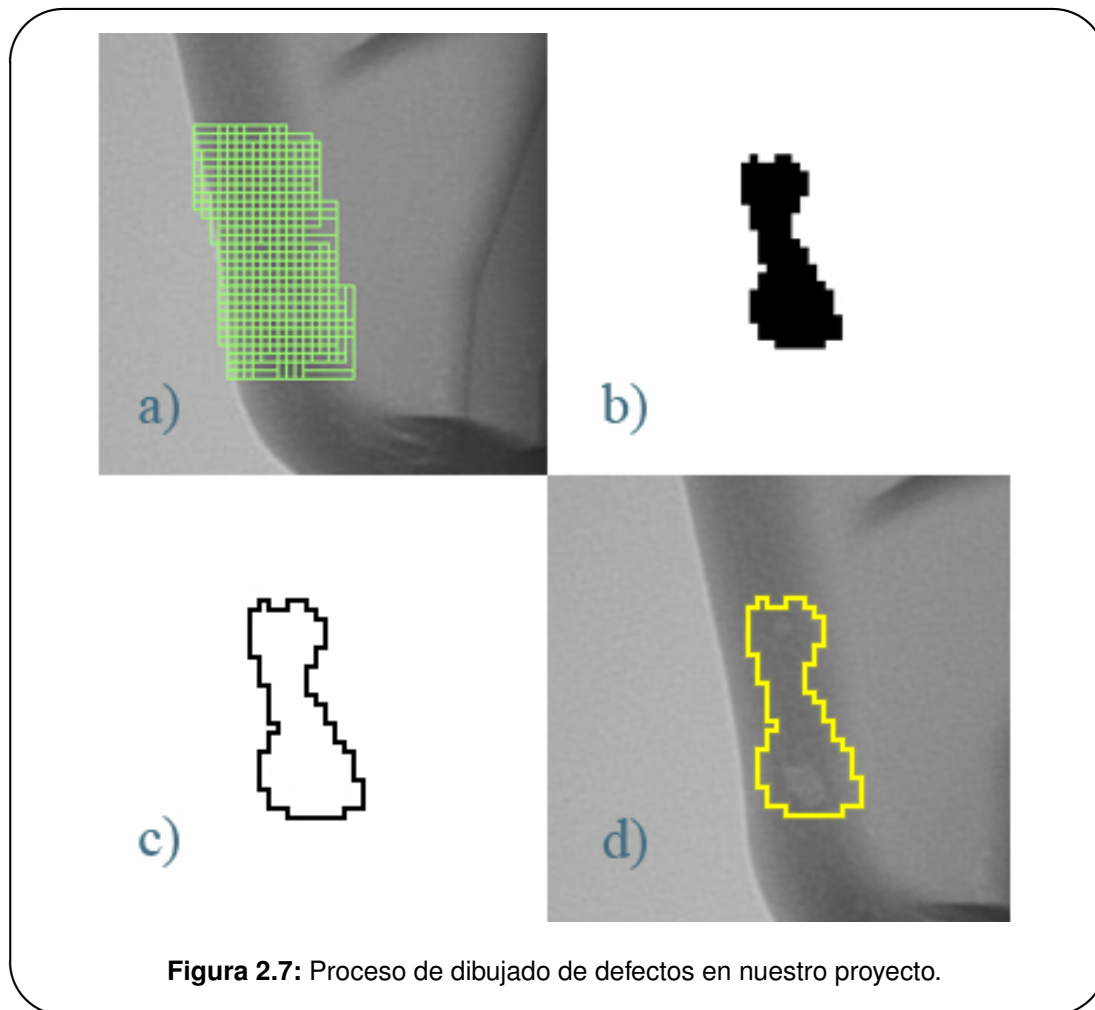 a)
b)
c)
d)
Figura 2.7: Proceso de dibujado de defectos en nuestro proyecto.